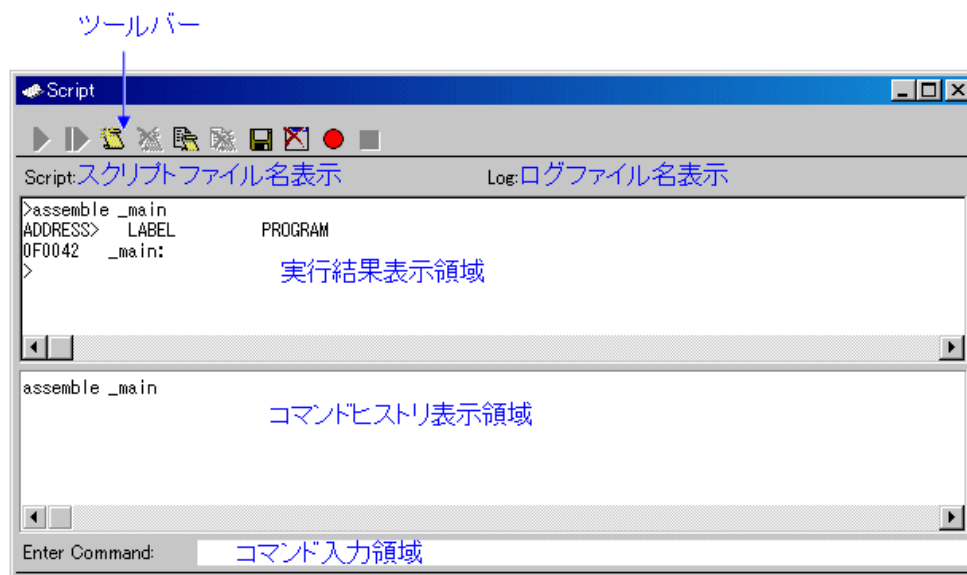 ツールバー
Script
Script:スクリプトファイル名表示 Log:ログファイル名表示
>assemble _main
ADDRESS> LABEL PROGRAM
0F0042 _main:
>
実行結果表示領域
assemble _main
コマンドヒストリ表示領域
Enter Command: コマンド入力領域